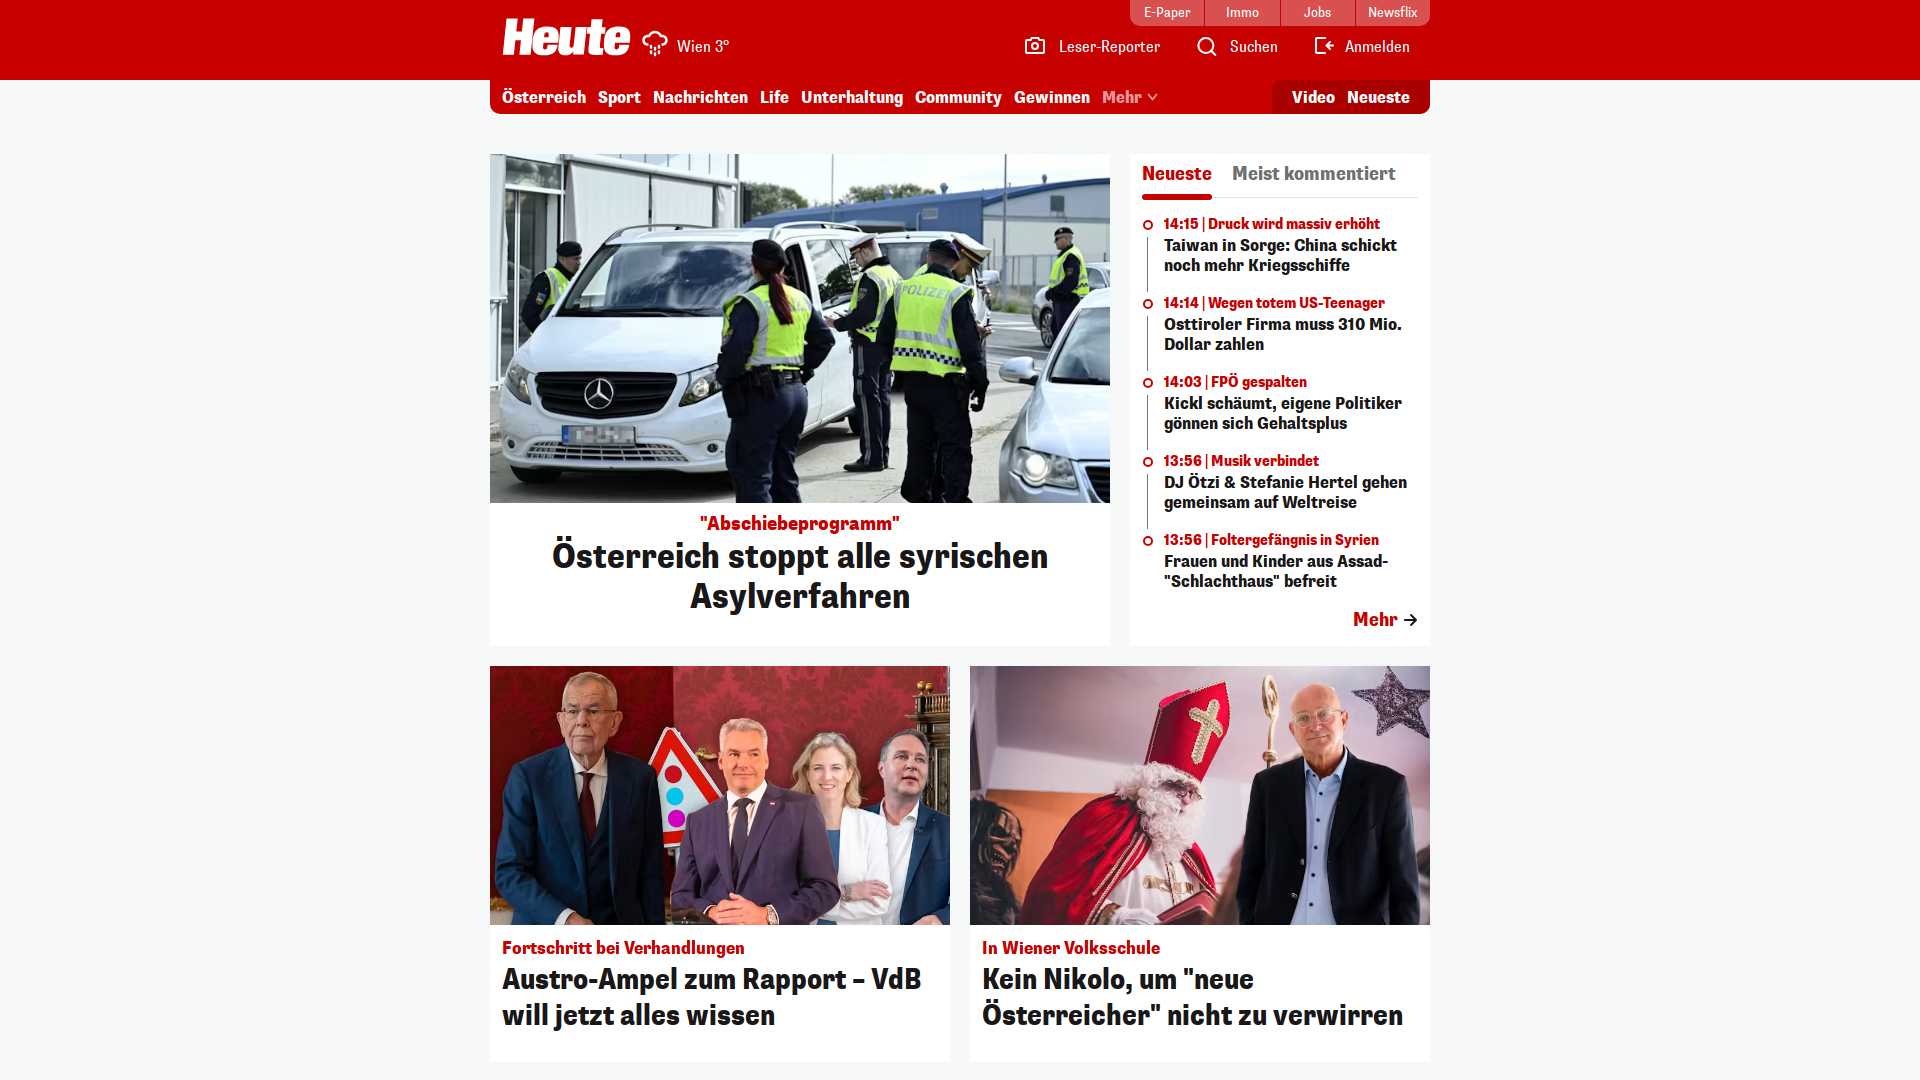 E-Paper
Immo
Jobs
Newsflix
Heute
Wien 3°
Leser-Reporter
Suchen
Anmelden
Österreich
Sport
Nachrichten
Life
Unterhaltung
Community
Gewinnen
Mehr
Video
Neueste
POLIZEI
"Abschiebeprogramm"
Österreich stoppt alle syrischen
Asylverfahren
Neueste
Meist kommentiert
14:15 | Druck wird massiv erhöht
Taiwan in Sorge: China schickt
noch mehr Kriegsschiffe
14:14 | Wegen totem US-Teenager
Osttiroler Firma muss 310 Mio.
Dollar zahlen
14:03 | FPÖ gespalten
Kickl schäumt, eigene Politiker
gönnen sich Gehaltsplus
13:56 | Musik verbindet
DJ Ötzi & Stefanie Hertel gehen
gemeinsam auf Weltreise
13:56 | Foltergefängnis in Syrien
Frauen und Kinder aus Assad-
"Schlachthaus" befreit
Mehr
Fortschritt bei Verhandlungen
Austro-Ampel zum Rapport – VdB
will jetzt alles wissen
In Wiener Volksschule
Kein Nikolo, um "neue
Österreicher" nicht zu verwirren